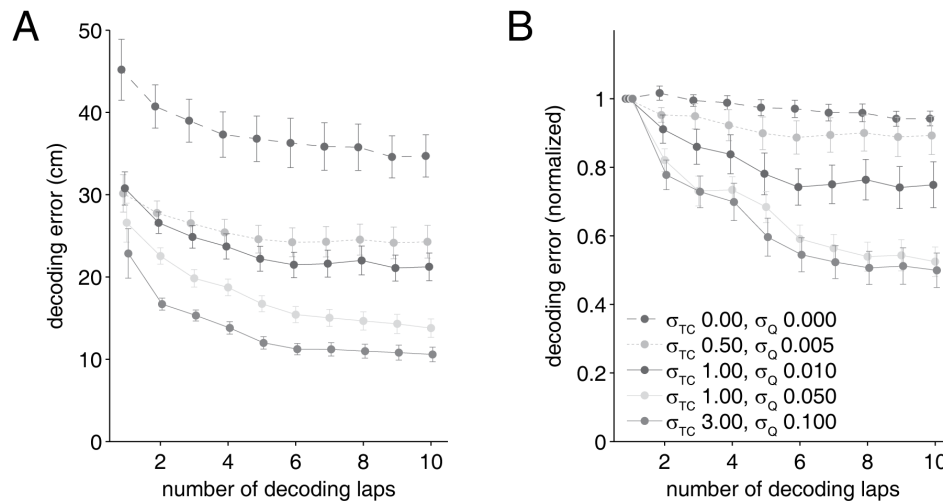 A
B
50
40
30
20
10
0
decoding error (cm)
2 4 6 8 10
number of decoding laps
1
0.8
0.6
0.4
0.2
0
decoding error (normalized)
σTC 0.00, σQ 0.000
σTC 0.50, σQ 0.005
σTC 1.00, σQ 0.010
σTC 1.00, σQ 0.050
σTC 3.00, σQ 0.100
2 4 6 8 10
number of decoding laps